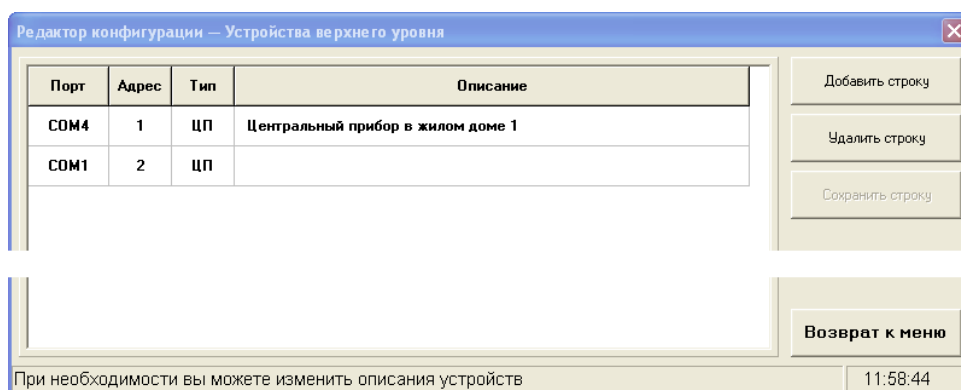 Редактор конфигурации — Устройства верхнего уровня
Порт Адрес Тип Описание
COM4 1 ЦП Центральный прибор в жилом доме 1
COM1 2 ЦП
Добавить строку
Удалить строку
Сохранить строку
Возврат к меню
При необходимости вы можете изменить описания устройств 11:58:44